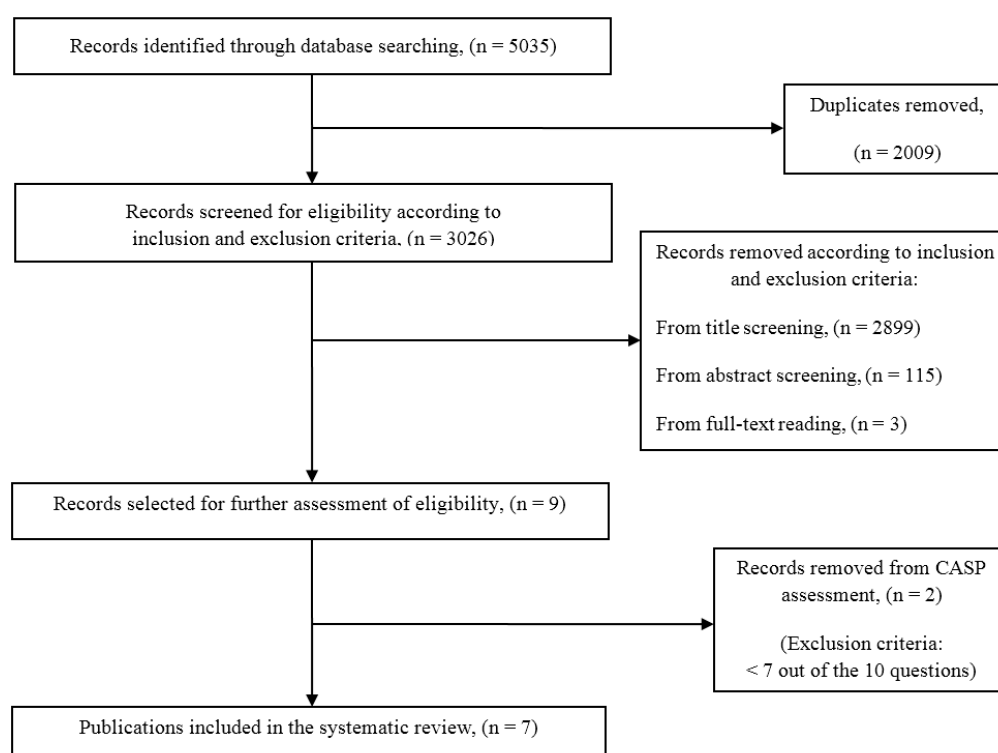 Records identified through database searching, (n = 5035)
Duplicates removed,
(n = 2009)
Records screened for eligibility according to
inclusion and exclusion criteria, (n = 3026)
Records removed according to inclusion
and exclusion criteria:
From title screening, (n = 2899)
From abstract screening, (n = 115)
From full-text reading, (n = 3)
Records selected for further assessment of eligibility, (n = 9)
Records removed from CASP
assessment, (n = 2)
(Exclusion criteria:
< 7 out of the 10 questions)
Publications included in the systematic review, (n = 7)